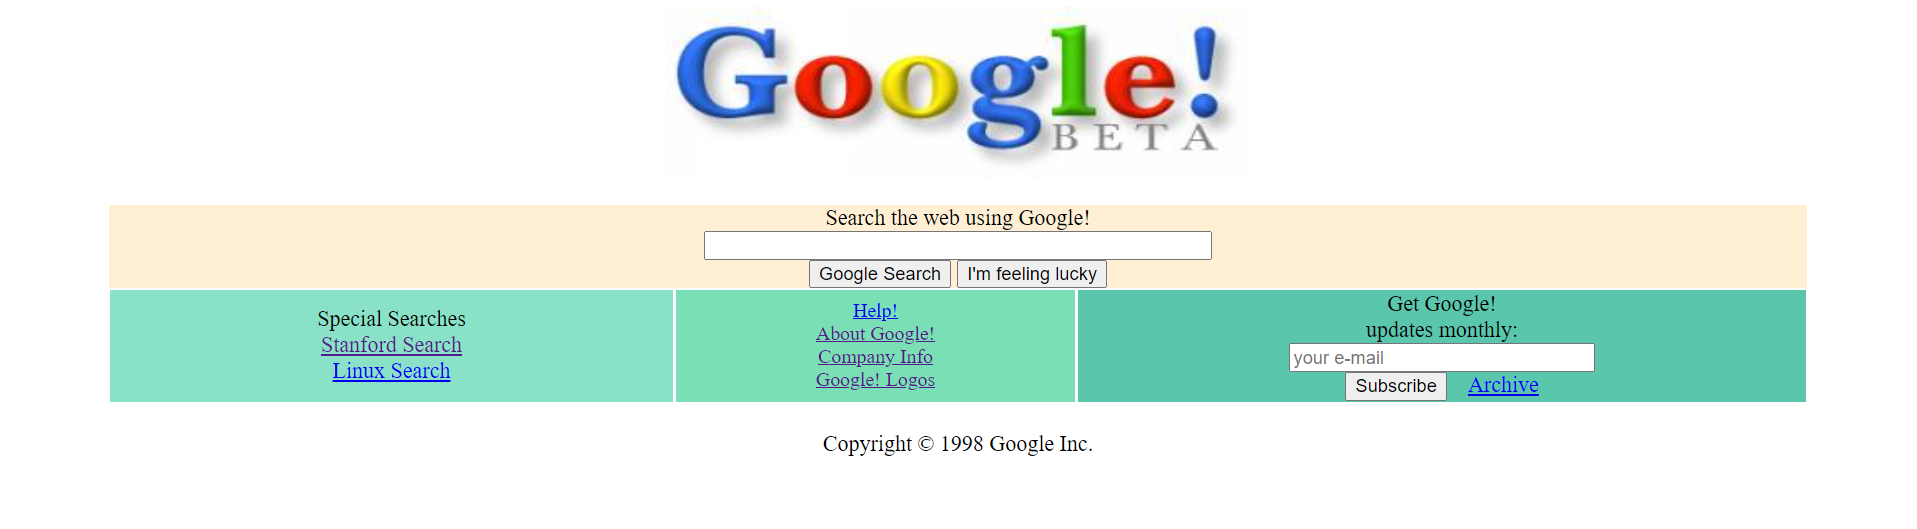 Google!
BETA
Search the web using Google!
Google Search I'm feeling lucky
Special Searches
Stanford Search
Linux Search
Help!
About Google!
Company Info
Google! Logos
Get Google!
updates monthly:
your e-mail
Subscribe Archive
Copyright © 1998 Google Inc.